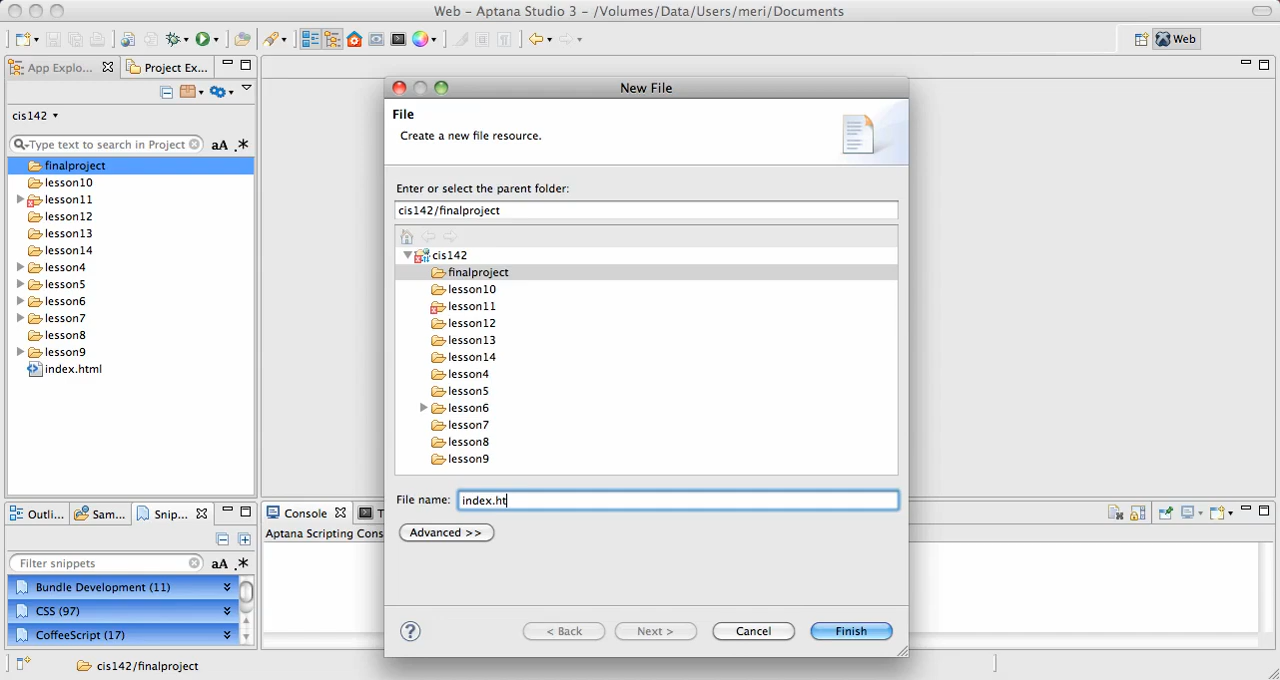 Web - Aptana Studio 3 - /Volumes/Data/Users/meri/Documents
Web
App Explo...
Project Ex...
cis142
Type text to search in Project
aA .*
finalproject
lesson10
lesson11
lesson12
lesson13
lesson14
lesson4
lesson5
lesson6
lesson7
lesson8
lesson9
index.html
New File
File
Create a new file resource.
Enter or select the parent folder:
cis142/finalproject
cis142
finalproject
lesson10
lesson11
lesson12
lesson13
lesson14
lesson4
lesson5
lesson6
lesson7
lesson8
lesson9
File name: index.ht
Advanced >>
< Back
Next >
Cancel
Finish
Outli...
Sam...
Snip...
Filter snippets
aA .*
Bundle Development (11)
CSS (97)
CoffeeScript (17)
Console
T
Aptana Scripting Cons
cis142/finalproject